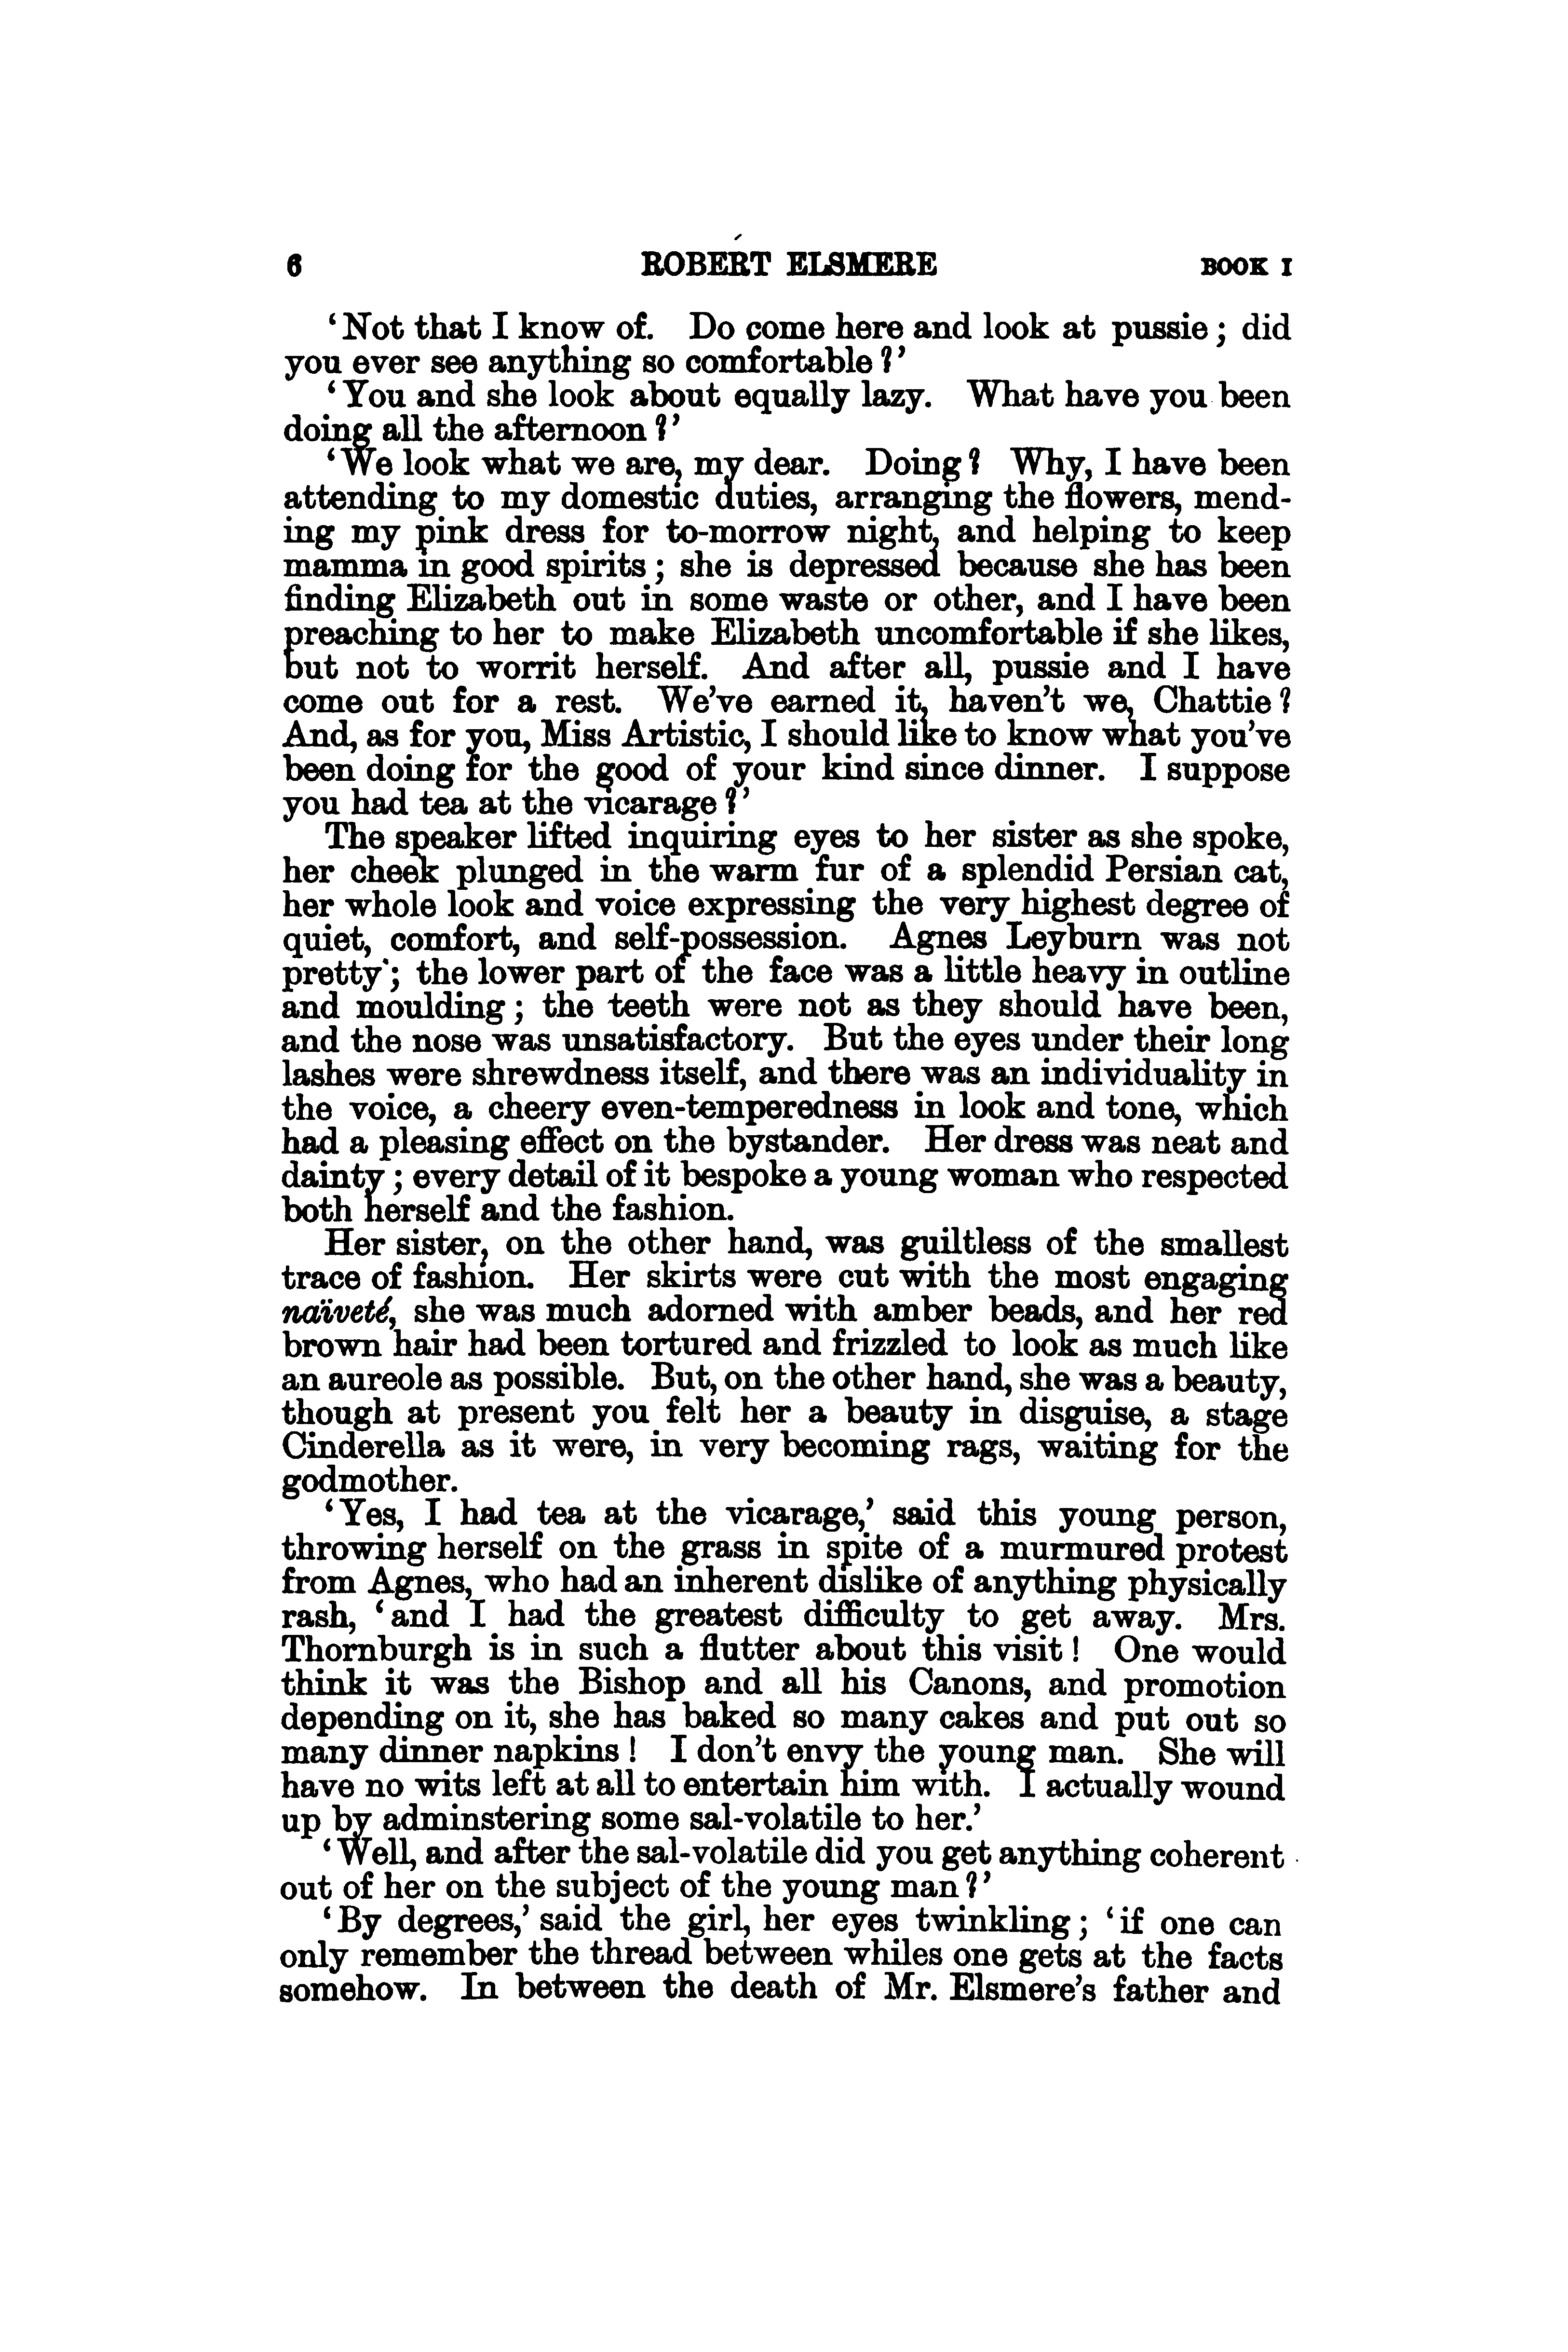 6 ROBERT ELSMERE BOOK I
‘Not that I know of. Do come here and look at pussie; did
you ever see anything so comfortable?’
‘You and she look about equally lazy. What have you been
doing all the afternoon?’
‘We look what we are, my dear. Doing? Why, I have been
attending to my domestic duties, arranging the flowers, mend-
ing my pink dress for to-morrow night, and helping to keep
mamma in good spirits; she is depressed because she has been
finding Elizabeth out in some waste or other, and I have been
preaching to her to make Elizabeth uncomfortable if she likes,
but not to worrit herself. And after all, pussie and I have
come out for a rest. We’ve earned it, haven’t we, Chattie?
And, as for you, Miss Artistic, I should like to know what you’ve
been doing for the good of your kind since dinner. I suppose
you had tea at the vicarage?’
The speaker lifted inquiring eyes to her sister as she spoke,
her cheek plunged in the warm fur of a splendid Persian cat,
her whole look and voice expressing the very highest degree of
quiet, comfort, and self-possession. Agnes Leyburn was not
pretty; the lower part of the face was a little heavy in outline
and moulding; the teeth were not as they should have been,
and the nose was unsatisfactory. But the eyes under their long
lashes were shrewdness itself, and there was an individuality in
the voice, a cheery even-temperedness in look and tone, which
had a pleasing effect on the bystander. Her dress was neat and
dainty; every detail of it bespoke a young woman who respected
both herself and the fashion.
Her sister, on the other hand, was guiltless of the smallest
trace of fashion. Her skirts were cut with the most engaging
naïveté, she was much adorned with amber beads, and her red
brown hair had been tortured and frizzled to look as much like
an aureole as possible. But, on the other hand, she was a beauty,
though at present you felt her a beauty in disguise, a stage
Cinderella as it were, in very becoming rags, waiting for the
godmother.
‘Yes, I had tea at the vicarage,’ said this young person,
throwing herself on the grass in spite of a murmured protest
from Agnes, who had an inherent dislike of anything physically
rash, ‘and I had the greatest difficulty to get away. Mrs.
Thornburgh is in such a flutter about this visit! One would
think it was the Bishop and all his Canons, and promotion
depending on it, she has baked so many cakes and put out so
many dinner napkins! I don’t envy the young man. She will
have no wits left at all to entertain him with. I actually wound
up by adminstering some sal-volatile to her.’
‘Well, and after the sal-volatile did you get anything coherent
out of her on the subject of the young man?’
‘By degrees,’ said the girl, her eyes twinkling; ‘if one can
only remember the thread between whiles one gets at the facts
somehow. In between the death of Mr. Elsmere’s father and